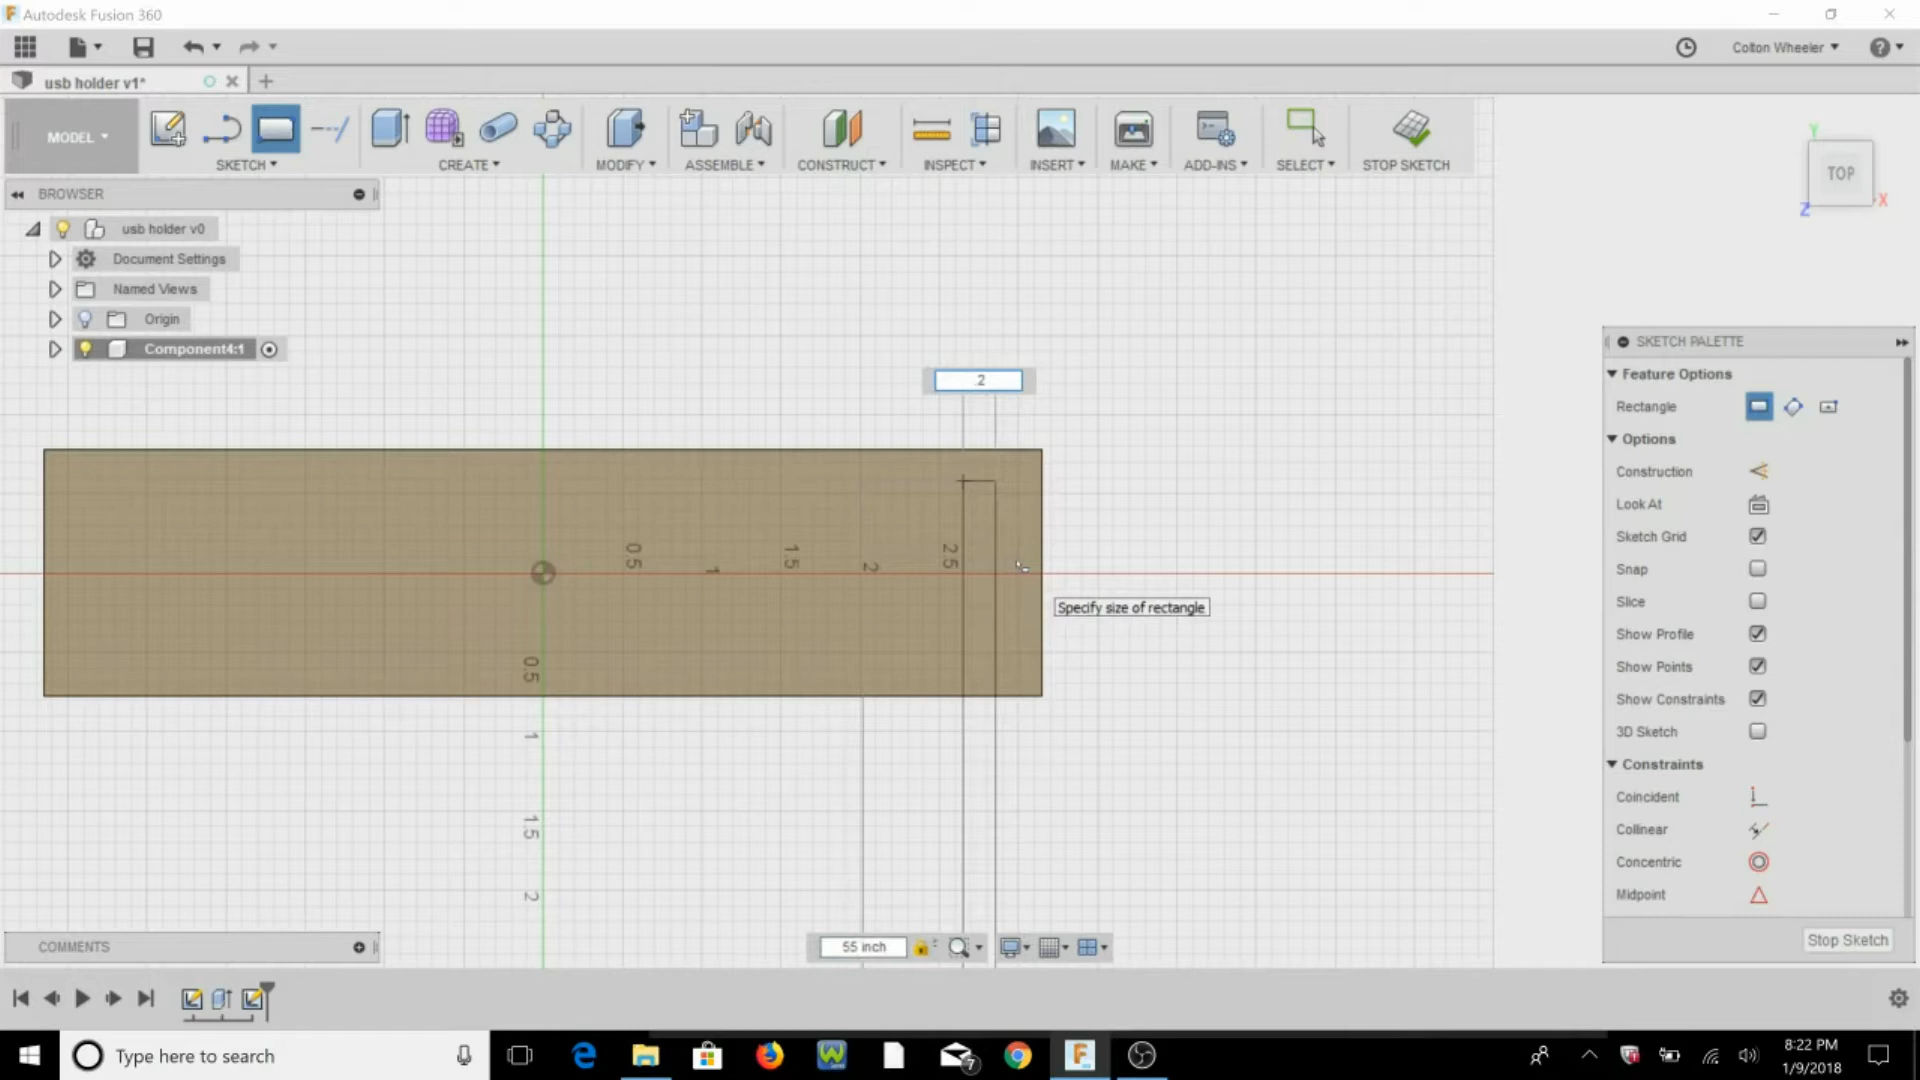 Autodesk Fusion 360
Colton Wheeler
usb holder v1*
MODEL
SKETCH
CREATE
MODIFY
ASSEMBLE
CONSTRUCT
INSPECT
INSERT
MAKE
ADD-INS
SELECT
STOP SKETCH
TOP
Y
X
Z
BROWSER
usb holder v0
Document Settings
Named Views
Origin
Component4:1
.2
0.5
1
1.5
2
2.5
0.5
1
1.5
2
Specify size of rectangle
SKETCH PALETTE
Feature Options
Rectangle
Options
Construction
Look At
Sketch Grid
Snap
Slice
Show Profile
Show Points
Show Constraints
3D Sketch
Constraints
Coincident
Collinear
Concentric
Midpoint
Stop Sketch
COMMENTS
55 inch
Type here to search
7
8:22 PM
1/9/2018